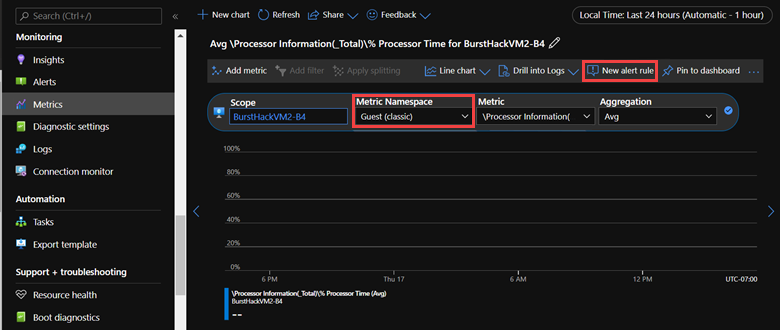 Search (Ctrl+/)
«
Monitoring
Insights
Alerts
Metrics
Diagnostic settings
Logs
Connection monitor
Automation
Tasks
Export template
Support + troubleshooting
Resource health
Boot diagnostics
New chart
Refresh
Share
Feedback
Local Time: Last 24 hours (Automatic - 1 hour)
Avg \Processor Information(_Total)\% Processor Time for BurstHackVM2-B4
Add metric
Add filter
Apply splitting
Line chart
Drill into Logs
New alert rule
Pin to dashboard
...
Scope
BurstHackVM2-B4
Metric Namespace
Guest (classic)
Metric
\Processor Information(
Aggregation
Avg
100%
80%
60%
40%
20%
0%
6 PM
Thu 17
6 AM
12 PM
UTC-07:00
\Processor Information(_Total)\% Processor Time (Avg)
BurstHackVM2-B4
--